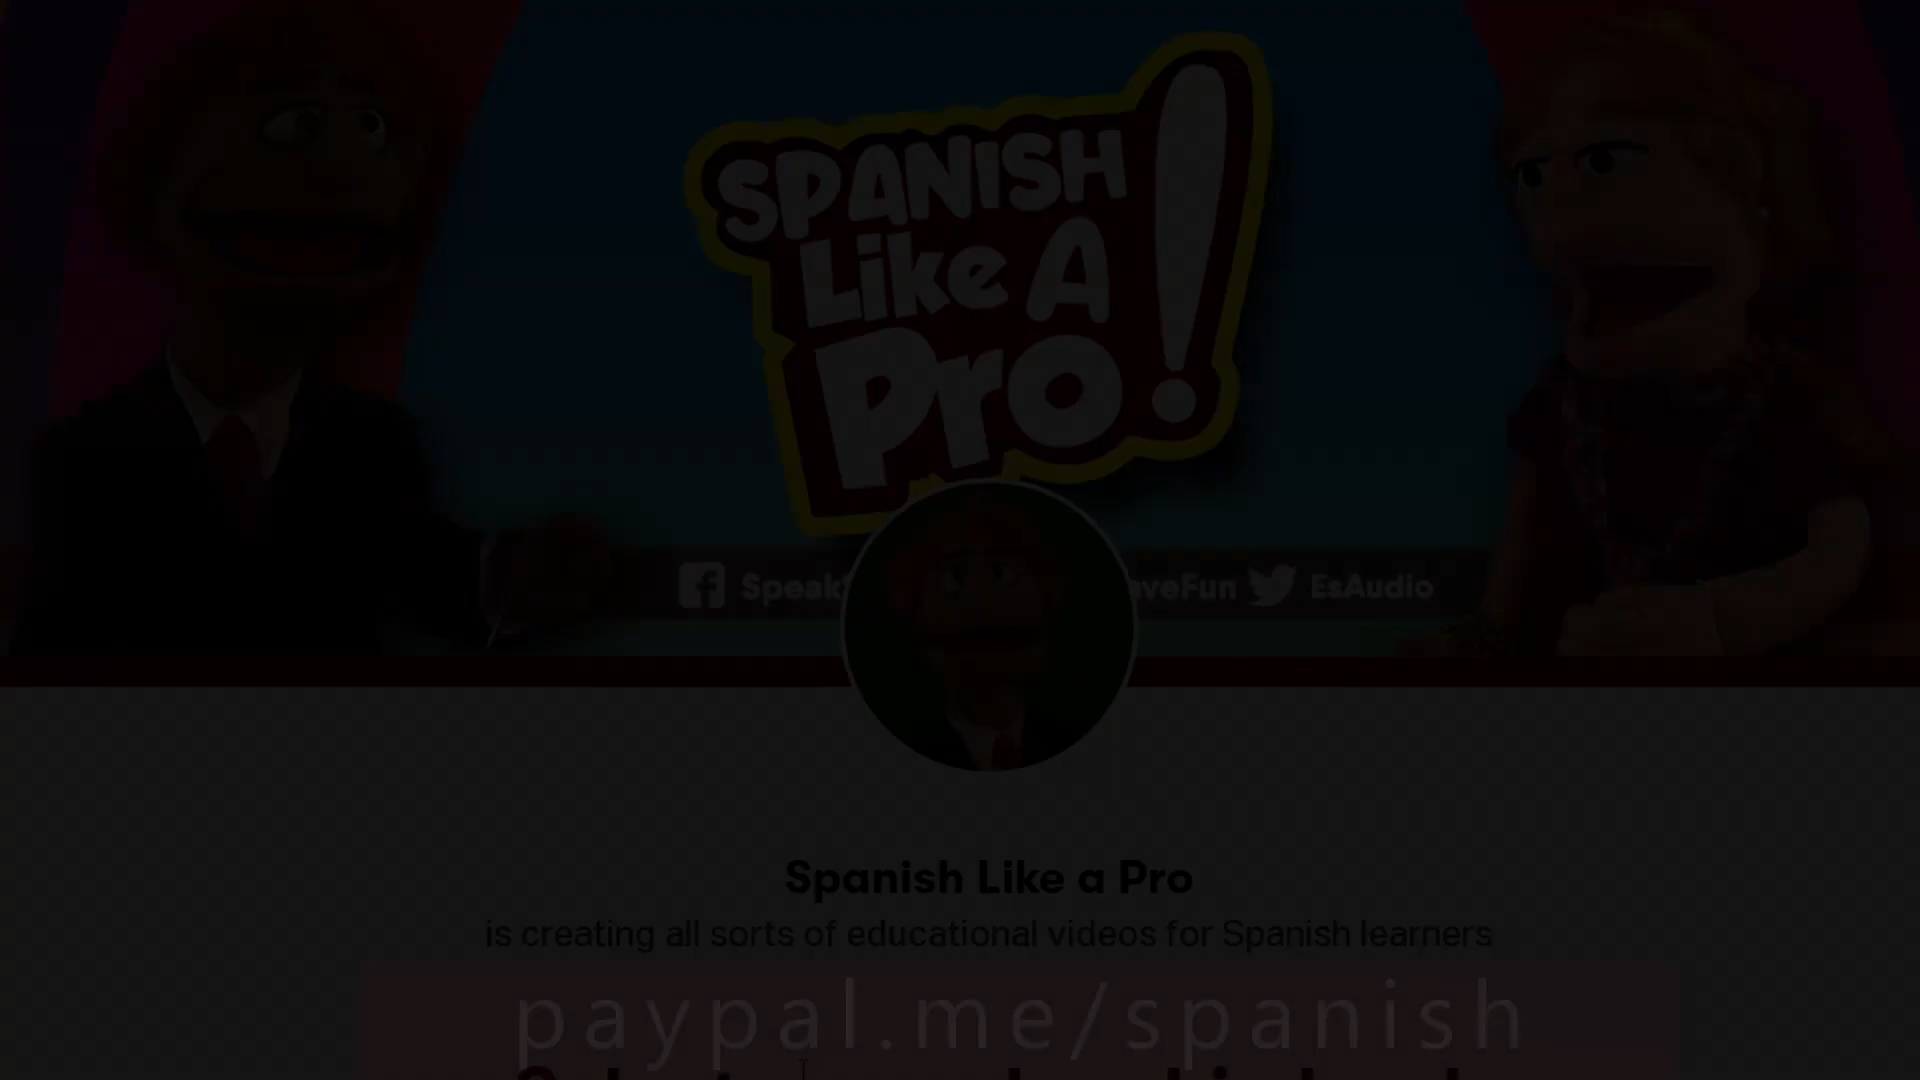 SPANISH
Like A
Pro!
EsAudio
Spanish Like a Pro
is creating all sorts of educational videos for Spanish learners
paypal.me/spanish